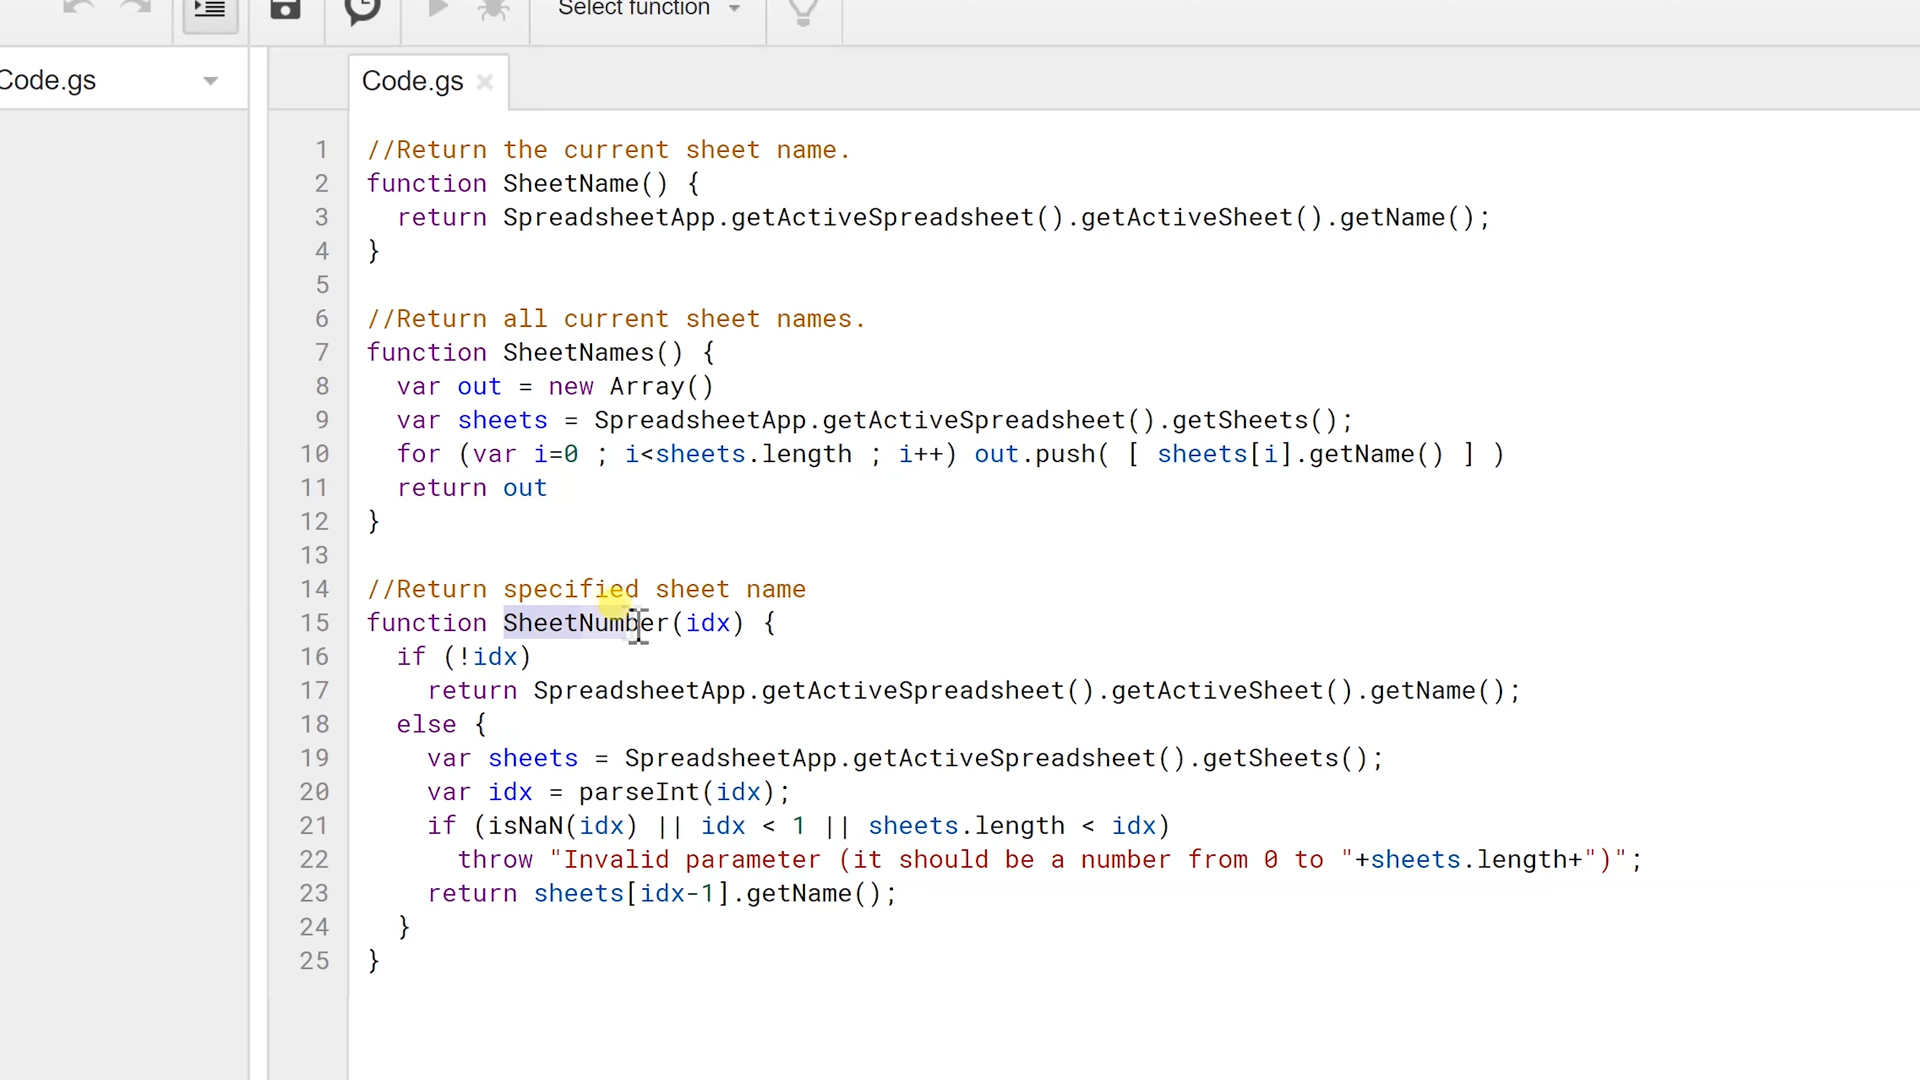 Select function
Code.gs
Code.gs ×
1 //Return the current sheet name.
2 function SheetName() {
3   return SpreadsheetApp.getActiveSpreadsheet().getActiveSheet().getName();
4 }
5
6 //Return all current sheet names.
7 function SheetNames() {
8   var out = new Array()
9   var sheets = SpreadsheetApp.getActiveSpreadsheet().getSheets();
10   for (var i=0 ; i<sheets.length ; i++) out.push( [ sheets[i].getName() ] )
11   return out
12 }
13
14 //Return specified sheet name
15 function SheetNumber(idx) {
16   if (!idx)
17     return SpreadsheetApp.getActiveSpreadsheet().getActiveSheet().getName();
18   else {
19     var sheets = SpreadsheetApp.getActiveSpreadsheet().getSheets();
20     var idx = parseInt(idx);
21     if (isNaN(idx) || idx < 1 || sheets.length < idx)
22       throw "Invalid parameter (it should be a number from 0 to "+sheets.length+")";
23     return sheets[idx-1].getName();
24   }
25 }